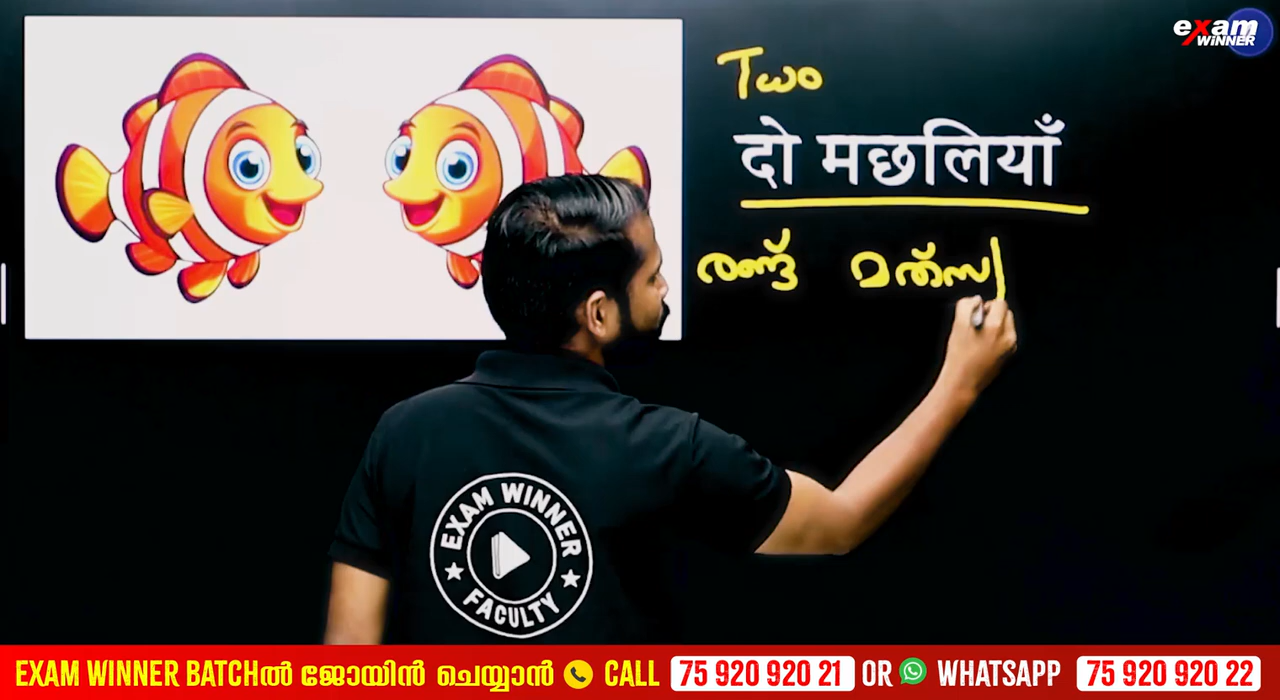 exam
WINNER
Two
दो मछलियाँ
രണ്ട് മത്സ
EXAM WINNER
FACULTY
EXAM WINNER BATCHൽ ജോയിൻ ചെയ്യാൻ CALL 75 920 920 21 OR WHATSAPP 75 920 920 22